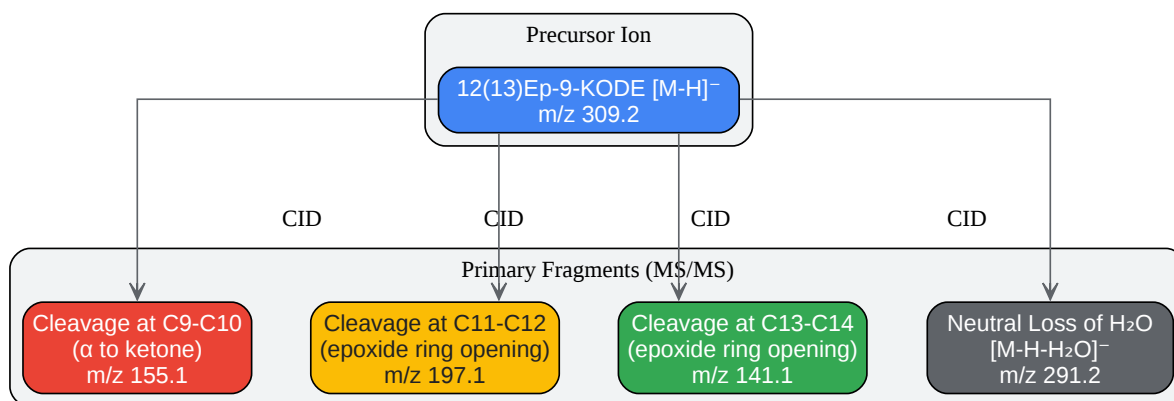 Precursor Ion
12(13)Ep-9-KODE [M-H]⁻
m/z 309.2
CID
CID
CID
CID
Primary Fragments (MS/MS)
Cleavage at C9-C10
(α to ketone)
m/z 155.1
Cleavage at C11-C12
(epoxide ring opening)
m/z 197.1
Cleavage at C13-C14
(epoxide ring opening)
m/z 141.1
Neutral Loss of H₂O
[M-H-H₂O]⁻
m/z 291.2